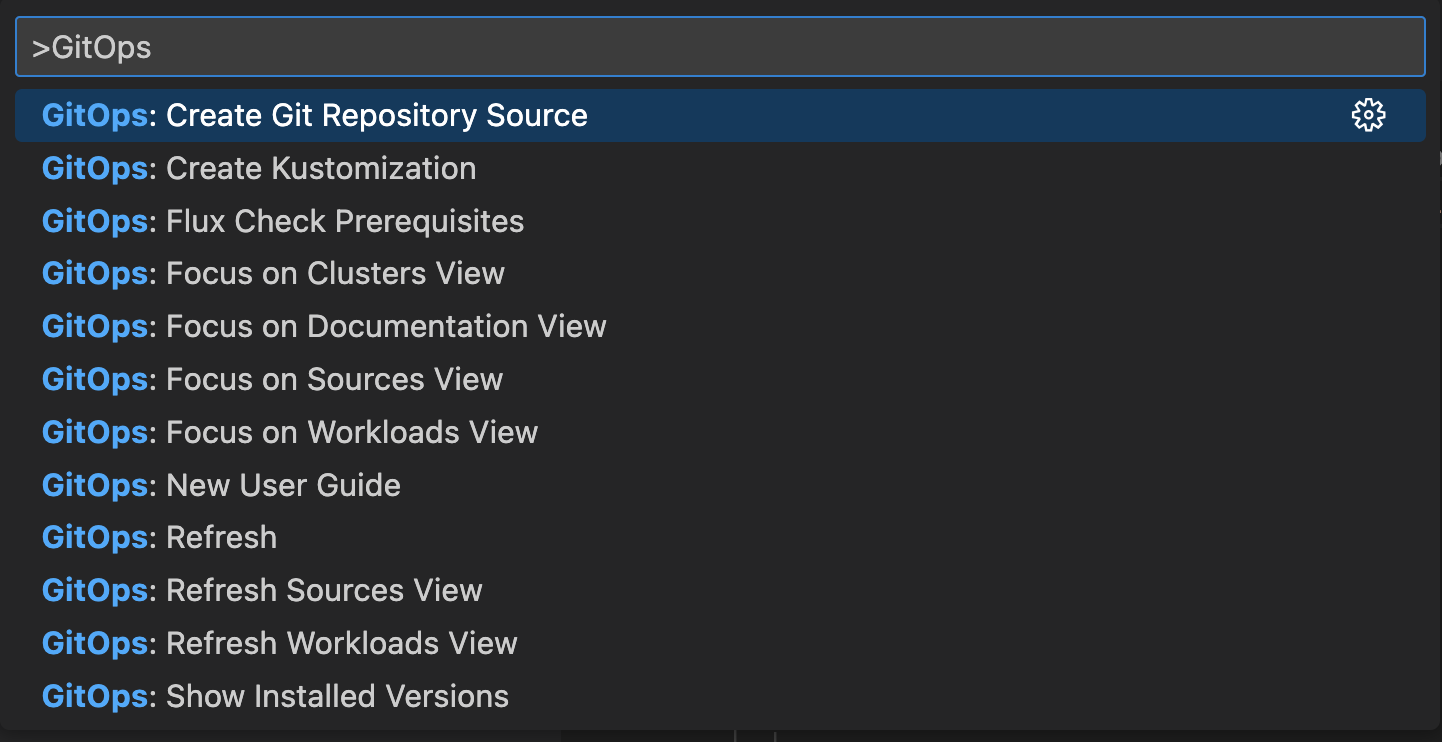 >GitOps
GitOps: Create Git Repository Source
GitOps: Create Kustomization
GitOps: Flux Check Prerequisites
GitOps: Focus on Clusters View
GitOps: Focus on Documentation View
GitOps: Focus on Sources View
GitOps: Focus on Workloads View
GitOps: New User Guide
GitOps: Refresh
GitOps: Refresh Sources View
GitOps: Refresh Workloads View
GitOps: Show Installed Versions